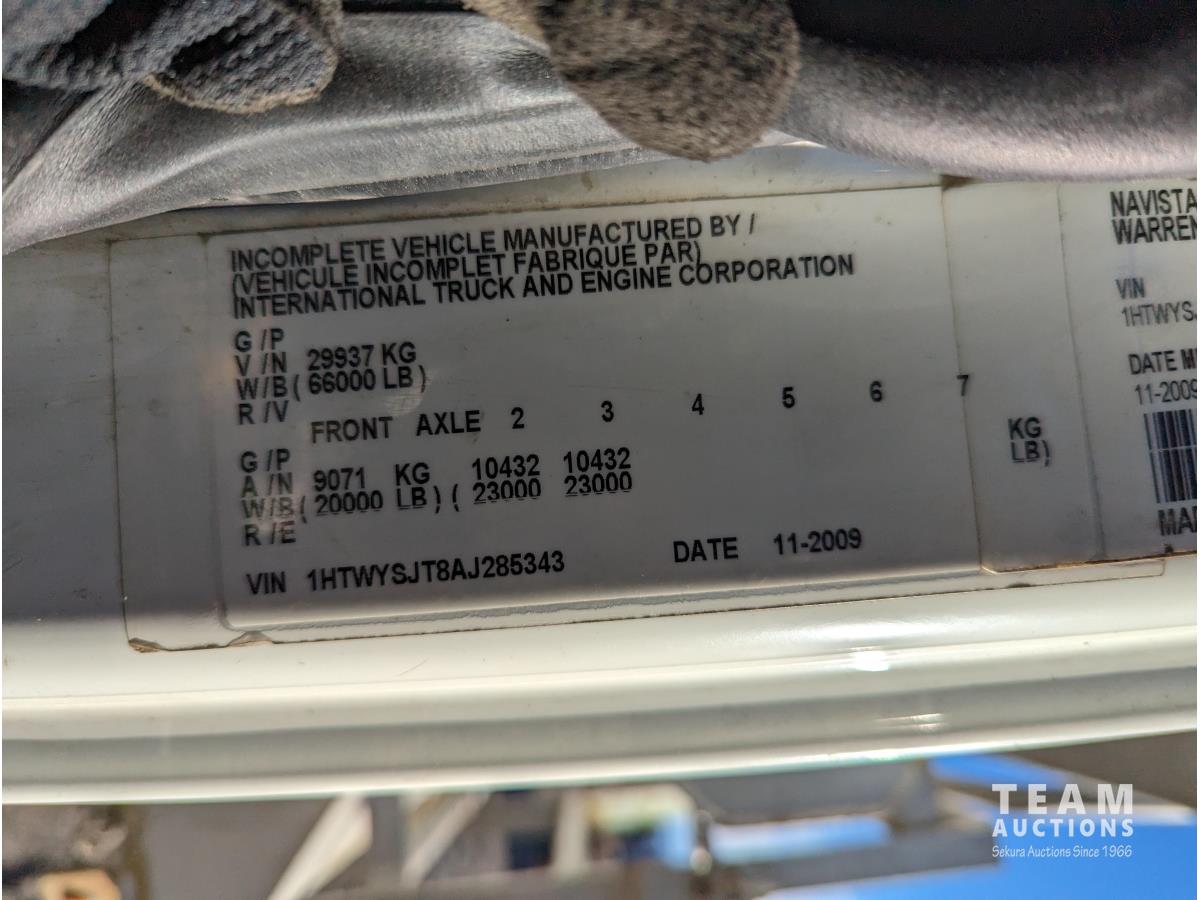 INCOMPLETE VEHICLE MANUFACTURED BY /
(VEHICULE INCOMPLET FABRIQUE PAR)
INTERNATIONAL TRUCK AND ENGINE CORPORATION
G /P
V /N 29937 KG
W/B ( 66000 LB )
R /V
FRONT AXLE 2 3 4 5 6 7
G /P
A /N 9071 KG 10432 10432 KG
W/B ( 20000 LB ) ( 23000 23000 LB)
R /E
VIN 1HTWYSJT8AJ285343 DATE 11-2009
NAVISTA
WARREN
VIN
1HTWYSJ
DATE M
11-2009
MA
TEAM
AUCTIONS
Sekura Auctions Since 1966